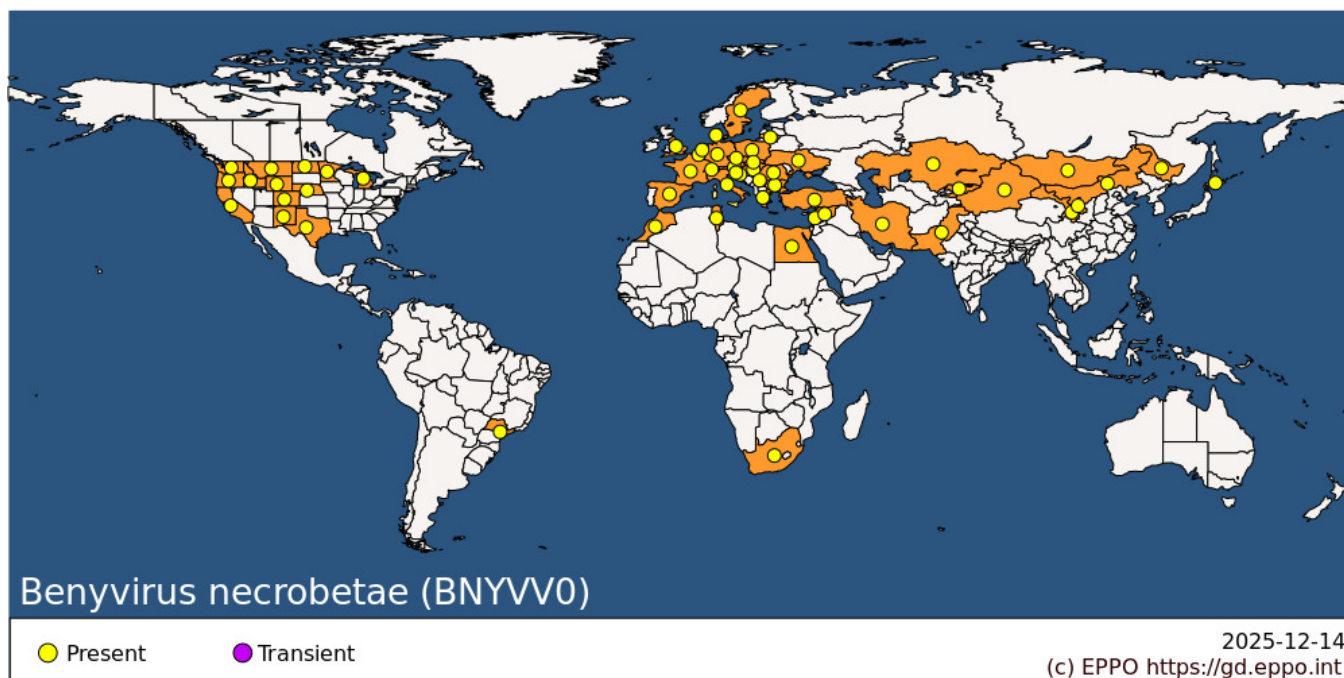 Benyvirus necrobetae (BNYVV0)
Present
Transient
2025-12-14
(c) EPPO https://gd.eppo.int